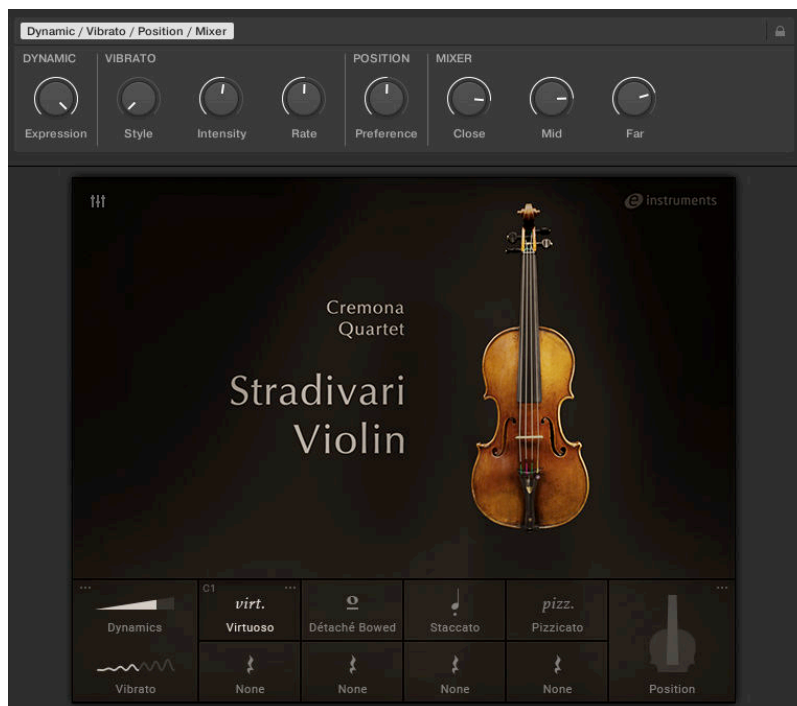 Dynamic / Vibrato / Position / Mixer
DYNAMIC VIBRATO POSITION MIXER
Expression Style Intensity Rate Preference Close Mid Far
e instruments
Cremona
Quartet
Stradivari
Violin
C1
virt. pizz.
Dynamics Virtuoso Détaché Bowed Staccato Pizzicato
Vibrato None None None None Position